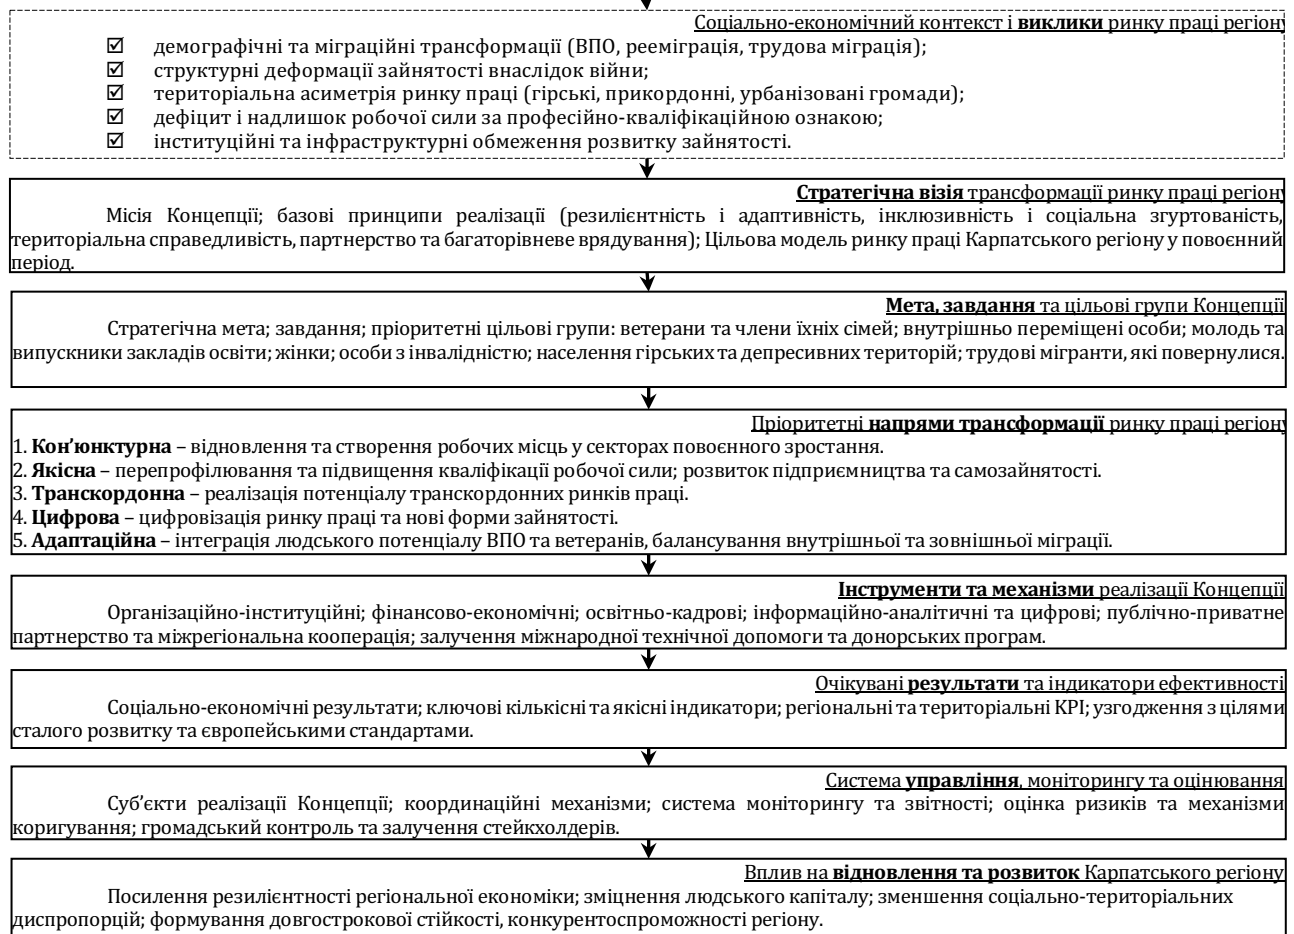 Соціально-економічний контекст і виклики ринку праці регіону
☑ демографічні та міграційні трансформації (ВПО, рееміграція, трудова міграція);
☑ структурні деформації зайнятості внаслідок війни;
☑ територіальна асиметрія ринку праці (гірські, прикордонні, урбанізовані громади);
☑ дефіцит і надлишок робочої сили за професійно-кваліфікаційною ознакою;
☑ інституційні та інфраструктурні обмеження розвитку зайнятості.
Стратегічна візія трансформації ринку праці регіону
Місія Концепції; базові принципи реалізації (резилієнтність і адаптивність, інклюзивність і соціальна згуртованість,
територіальна справедливість, партнерство та багаторівневе врядування); Цільова модель ринку праці Карпатського регіону у повоєнний
період.
Мета, завдання та цільові групи Концепції
Стратегічна мета; завдання; пріоритетні цільові групи: ветерани та члени їхніх сімей; внутрішньо переміщені особи; молодь та
випускники закладів освіти; жінки; особи з інвалідністю; населення гірських та депресивних територій; трудові мігранти, які повернулися.
Пріоритетні напрями трансформації ринку праці регіону
1. Кон’юнктурна – відновлення та створення робочих місць у секторах повоєнного зростання.
2. Якісна – перепрофілювання та підвищення кваліфікації робочої сили; розвиток підприємництва та самозайнятості.
3. Транскордонна – реалізація потенціалу транскордонних ринків праці.
4. Цифрова – цифровізація ринку праці та нові форми зайнятості.
5. Адаптаційна – інтеграція людського потенціалу ВПО та ветеранів, балансування внутрішньої та зовнішньої міграції.
Інструменти та механізми реалізації Концепції
Організаційно-інституційні; фінансово-економічні; освітньо-кадрові; інформаційно-аналітичні та цифрові; публічно-приватне
партнерство та міжрегіональна кооперація; залучення міжнародної технічної допомоги та донорських програм.
Очікувані результати та індикатори ефективності
Соціально-економічні результати; ключові кількісні та якісні індикатори; регіональні та територіальні KPI; узгодження з цілями
сталого розвитку та європейськими стандартами.
Система управління, моніторингу та оцінювання
Суб’єкти реалізації Концепції; координаційні механізми; система моніторингу та звітності; оцінка ризиків та механізми
коригування; громадський контроль та залучення стейкхолдерів.
Вплив на відновлення та розвиток Карпатського регіону
Посилення резилієнтності регіональної економіки; зміцнення людського капіталу; зменшення соціально-територіальних
диспропорцій; формування довгострокової стійкості, конкурентоспроможності регіону.